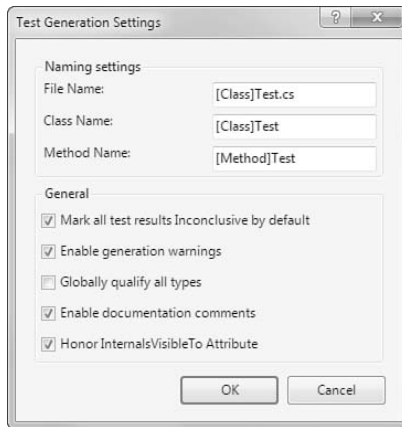 Test Generation Settings
Naming settings
File Name: [Class]Test.cs
Class Name: [Class]Test
Method Name: [Method]Test
General
Mark all test results Inconclusive by default
Enable generation warnings
Globally qualify all types
Enable documentation comments
Honor InternalsVisibleTo Attribute
OK Cancel